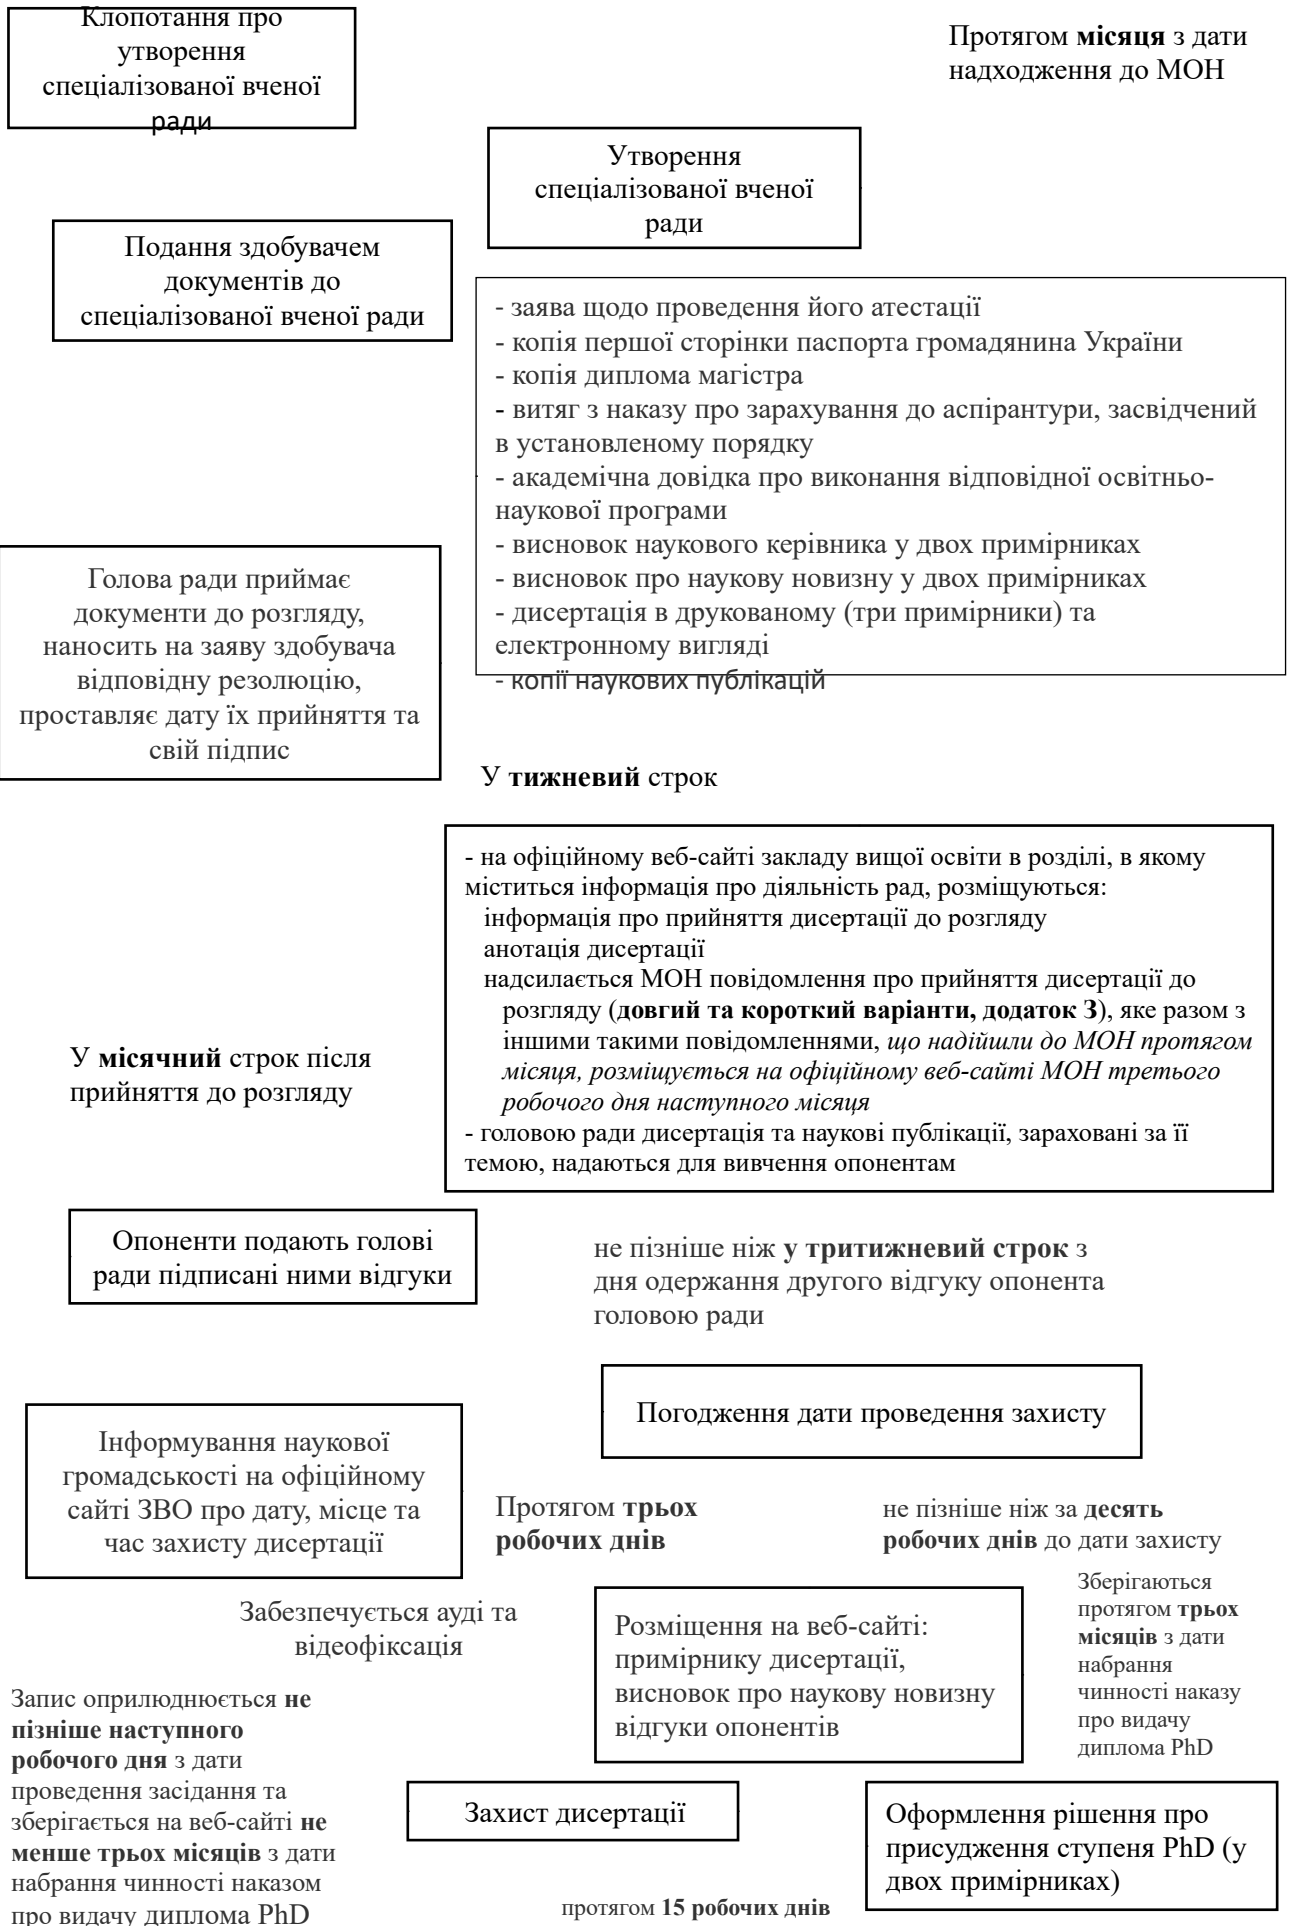 Клопотання про
утворення
спеціалізованої вченої
ради
Протягом місяця з дати
надходження до МОН
Утворення
спеціалізованої вченої
ради
Подання здобувачем
документів до
спеціалізованої вченої ради
- заява щодо проведення його атестації
- копія першої сторінки паспорта громадянина України
- копія диплома магістра
- витяг з наказу про зарахування до аспірантури, засвідчений
в установленому порядку
- академічна довідка про виконання відповідної освітньо-
наукової програми
- висновок наукового керівника у двох примірниках
- висновок про наукову новизну у двох примірниках
- дисертація в друкованому (три примірники) та
електронному вигляді
- копії наукових публікацій
Голова ради приймає
документи до розгляду,
наносить на заяву здобувача
відповідну резолюцію,
проставляє дату їх прийняття та
свій підпис
У тижневий строк
- на офіційному веб-сайті закладу вищої освіти в розділі, в якому
міститься інформація про діяльність рад, розміщуються:
інформація про прийняття дисертації до розгляду
анотація дисертації
надсилається МОН повідомлення про прийняття дисертації до
розгляду (довгий та короткий варіанти, додаток З), яке разом з
іншими такими повідомленнями, що надійшли до МОН протягом
місяця, розміщується на офіційному веб-сайті МОН третього
робочого дня наступного місяця
- головою ради дисертація та наукові публікації, зараховані за її
темою, надаються для вивчення опонентам
У місячний строк після
прийняття до розгляду
Опоненти подають голові
ради підписані ними відгуки
не пізніше ніж у тритижневий строк з
дня одержання другого відгуку опонента
головою ради
Погодження дати проведення захисту
Інформування наукової
громадськості на офіційному
сайті ЗВО про дату, місце та
час захисту дисертації
Протягом трьох
робочих днів
не пізніше ніж за десять
робочих днів до дати захисту
Забезпечується ауді та
відеофіксація
Розміщення на веб-сайті:
примірнику дисертації,
висновок про наукову новизну
відгуки опонентів
Зберігаються
протягом трьох
місяців з дати
набрання
чинності наказу
про видачу
диплома PhD
Запис оприлюднюється не
пізніше наступного
робочого дня з дати
проведення засідання та
зберігається на веб-сайті не
менше трьох місяців з дати
набрання чинності наказом
про видачу диплома PhD
Захист дисертації
Оформлення рішення про
присудження ступеня PhD (у
двох примірниках)
протягом 15 робочих днів